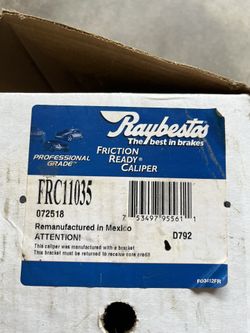 Raybestos
The best in brakes
PROFESSIONAL
GRADE™
FRICTION
READY®
CALIPER
FRC11035
072518
7 53497 95561 1
Remanufactured in Mexico
ATTENTION!
D792
This caliper was manufactured with a bracket
This bracket must be returned to receive core credit